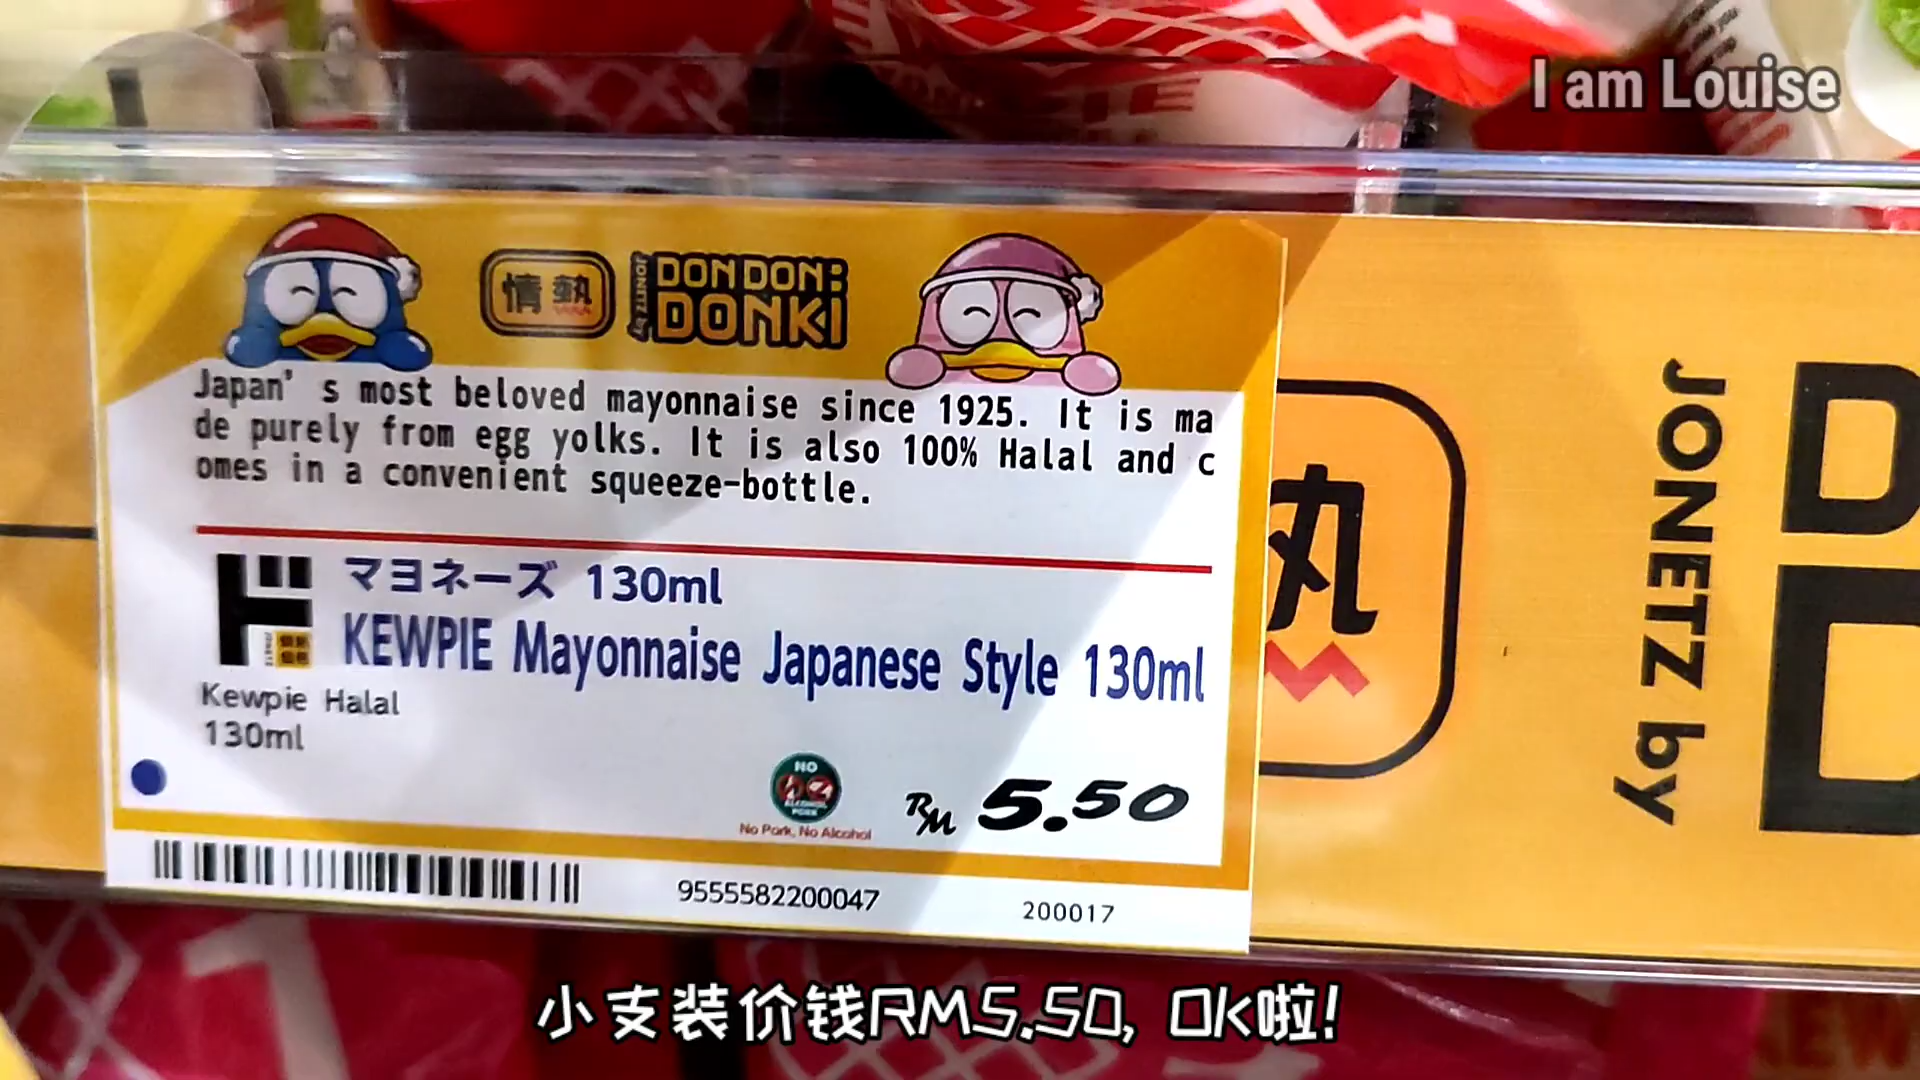 I am Louise
情熱
JONETZ by
DON DON:
DONKI
Japan's most beloved mayonnaise since 1925. It is ma
de purely from egg yolks. It is also 100% Halal and c
omes in a convenient squeeze-bottle.
ド
マヨネーズ 130ml
KEWPIE Mayonnaise Japanese Style 130ml
Kewpie Halal
130ml
NO
ALCOHOL
PORK
No Pork, No Alcohol
RM 5.50
9555582200047
200017
熱
JONETZ by
小支装价钱RM5.50, OK啦!